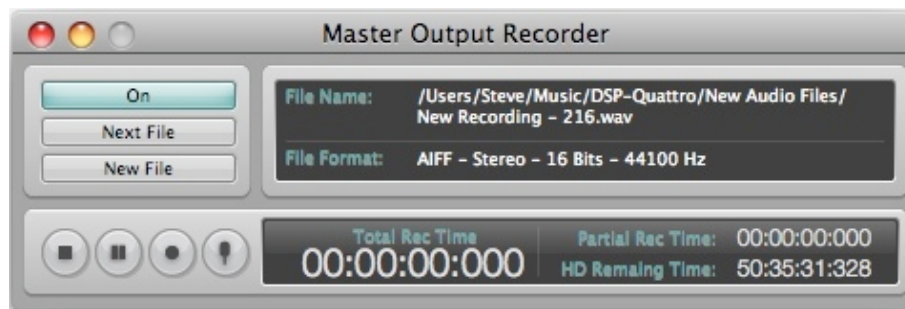 Master Output Recorder
On
Next File
New File
File Name: /Users/Steve/Music/DSP-Quattro/New Audio Files/
New Recording - 216.wav
File Format: AIFF - Stereo - 16 Bits - 44100 Hz
Total Rec Time
00:00:00:000
Partial Rec Time: 00:00:00:000
HD Remaing Time: 50:35:31:328